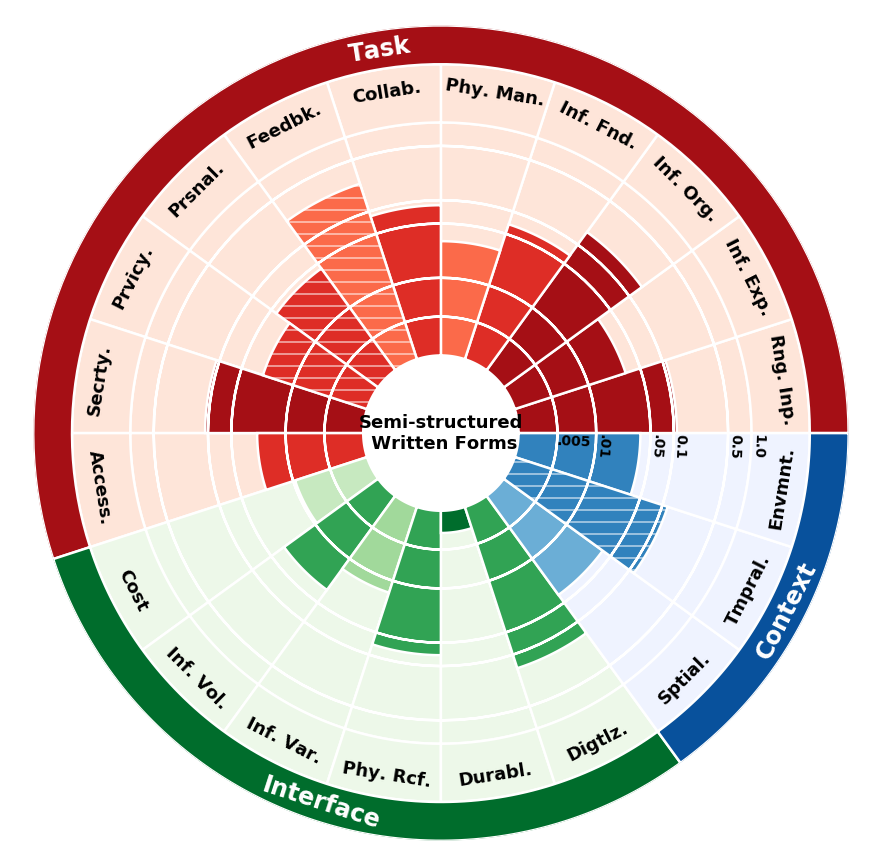 Task
Collab.
Phy. Man.
Feedbk.
Inf. Fnd.
Prsnal.
Inf. Org.
Prvicy.
Inf. Exp.
Secrty.
Rng. Inp.
Semi-structured
Written Forms
.005
.01
.05
0.1
0.5
1.0
Access.
Envmnt.
Cost
Tmpral.
Context
Inf. Vol.
Sptial.
Inf. Var.
Digtlz.
Phy. Rcf.
Durabl.
Interface